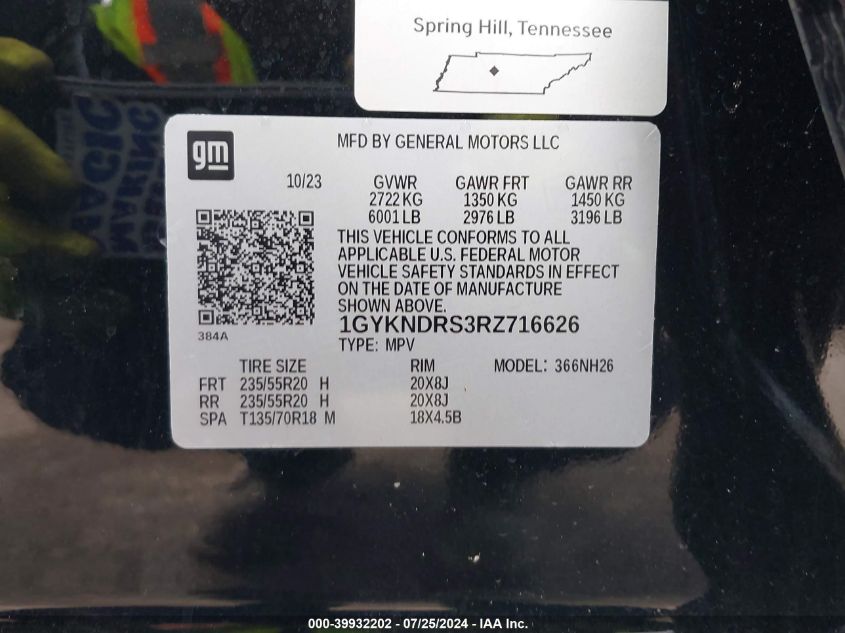 Spring Hill, Tennessee
gm
MFD BY GENERAL MOTORS LLC
10/23 GVWR GAWR FRT GAWR RR
2722 KG 1350 KG 1450 KG
6001 LB 2976 LB 3196 LB
THIS VEHICLE CONFORMS TO ALL
APPLICABLE U.S. FEDERAL MOTOR
VEHICLE SAFETY STANDARDS IN EFFECT
ON THE DATE OF MANUFACTURE
SHOWN ABOVE.
1GYKNDRS3RZ716626
384A
TYPE: MPV
TIRE SIZE RIM MODEL: 366NH26
FRT 235/55R20 H 20X8J
RR 235/55R20 H 20X8J
SPA T135/70R18 M 18X4.5B
MAGIC
MAKING
000-39932202 - 07/25/2024 - IAA Inc.